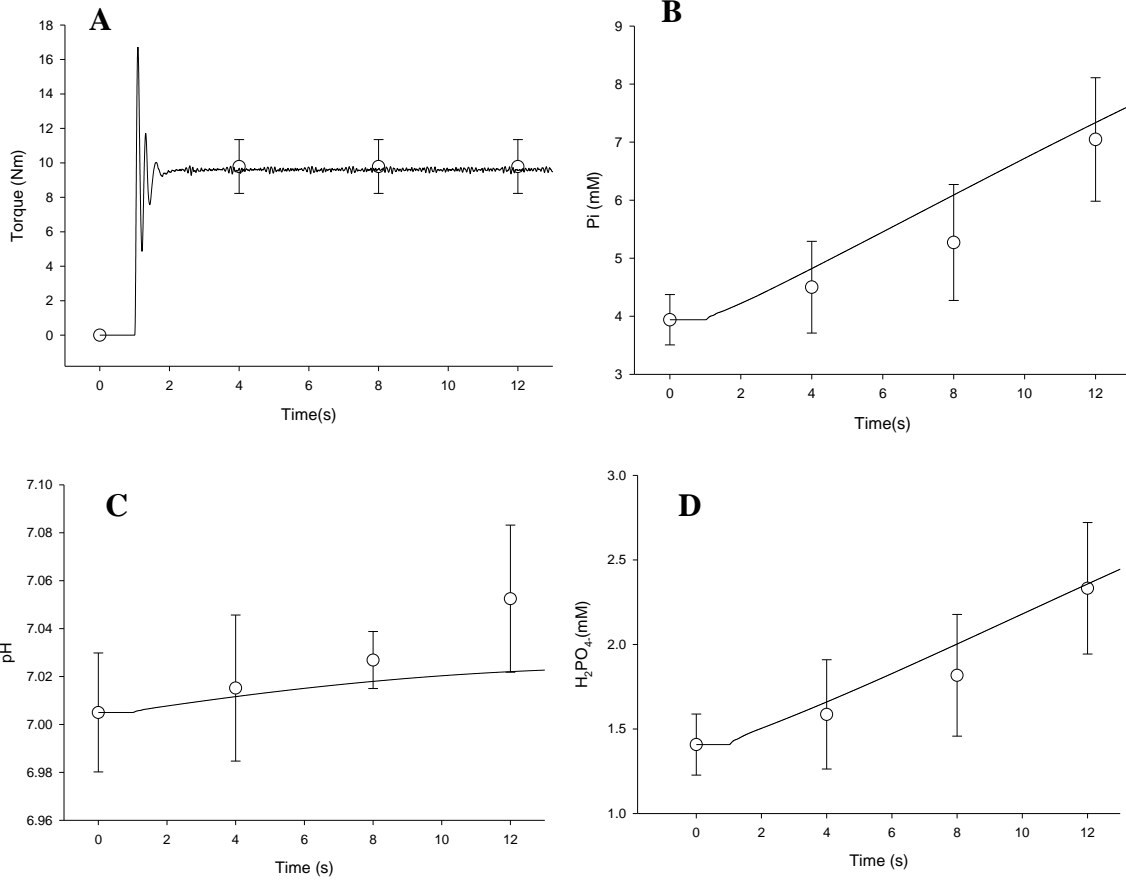 A
18
16
14
12
10
8
6
4
2
0
Torque (Nm)
0 2 4 6 8 10 12
Time(s)
B
9
8
7
6
5
4
3
Pi (mM)
0 2 4 6 8 10 12
Time(s)
C
7.10
7.08
7.06
7.04
7.02
7.00
6.98
6.96
pH
0 2 4 6 8 10 12
Time (s)
D
3.0
2.5
2.0
1.5
1.0
H₂PO₄-(mM)
0 2 4 6 8 10 12
Time (s)